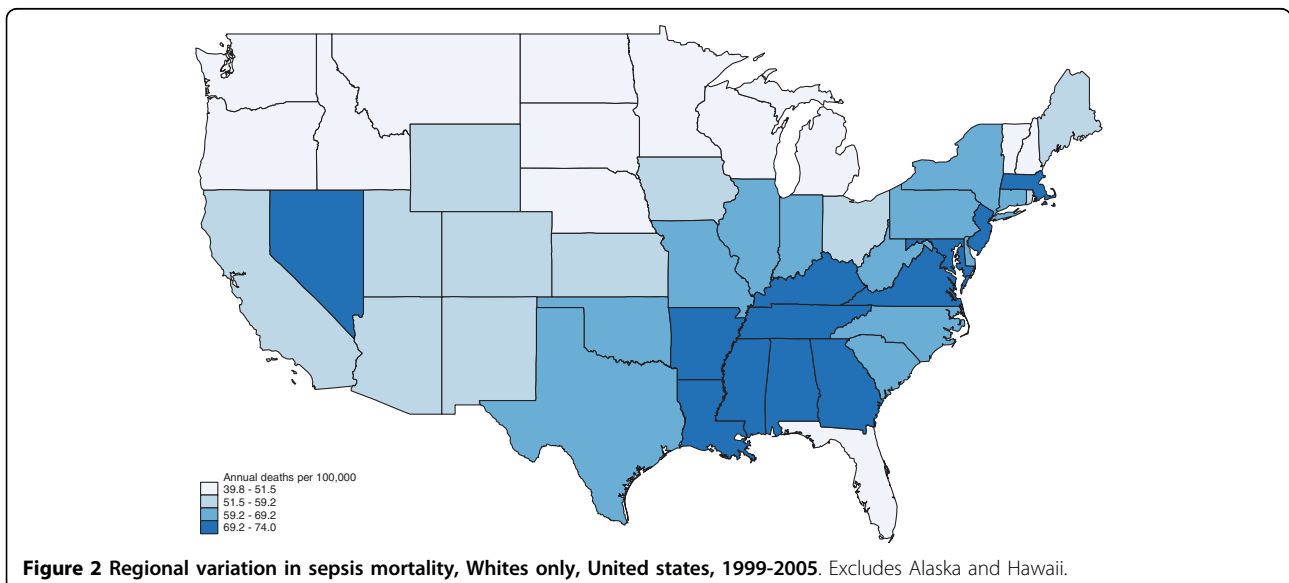 Annual deaths per 100,000
39.8 - 51.5
51.5 - 59.2
59.2 - 69.2
69.2 - 74.0
Figure 2 Regional variation in sepsis mortality, Whites only, United states, 1999-2005. Excludes Alaska and Hawaii.